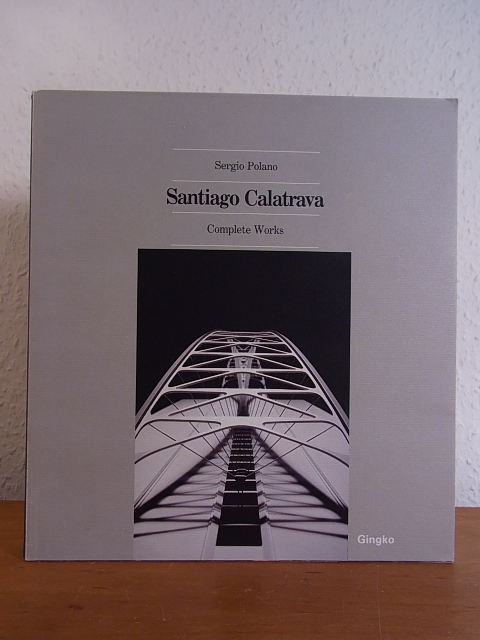 Sergio Polano
Santiago Calatrava
Complete Works
Gingko